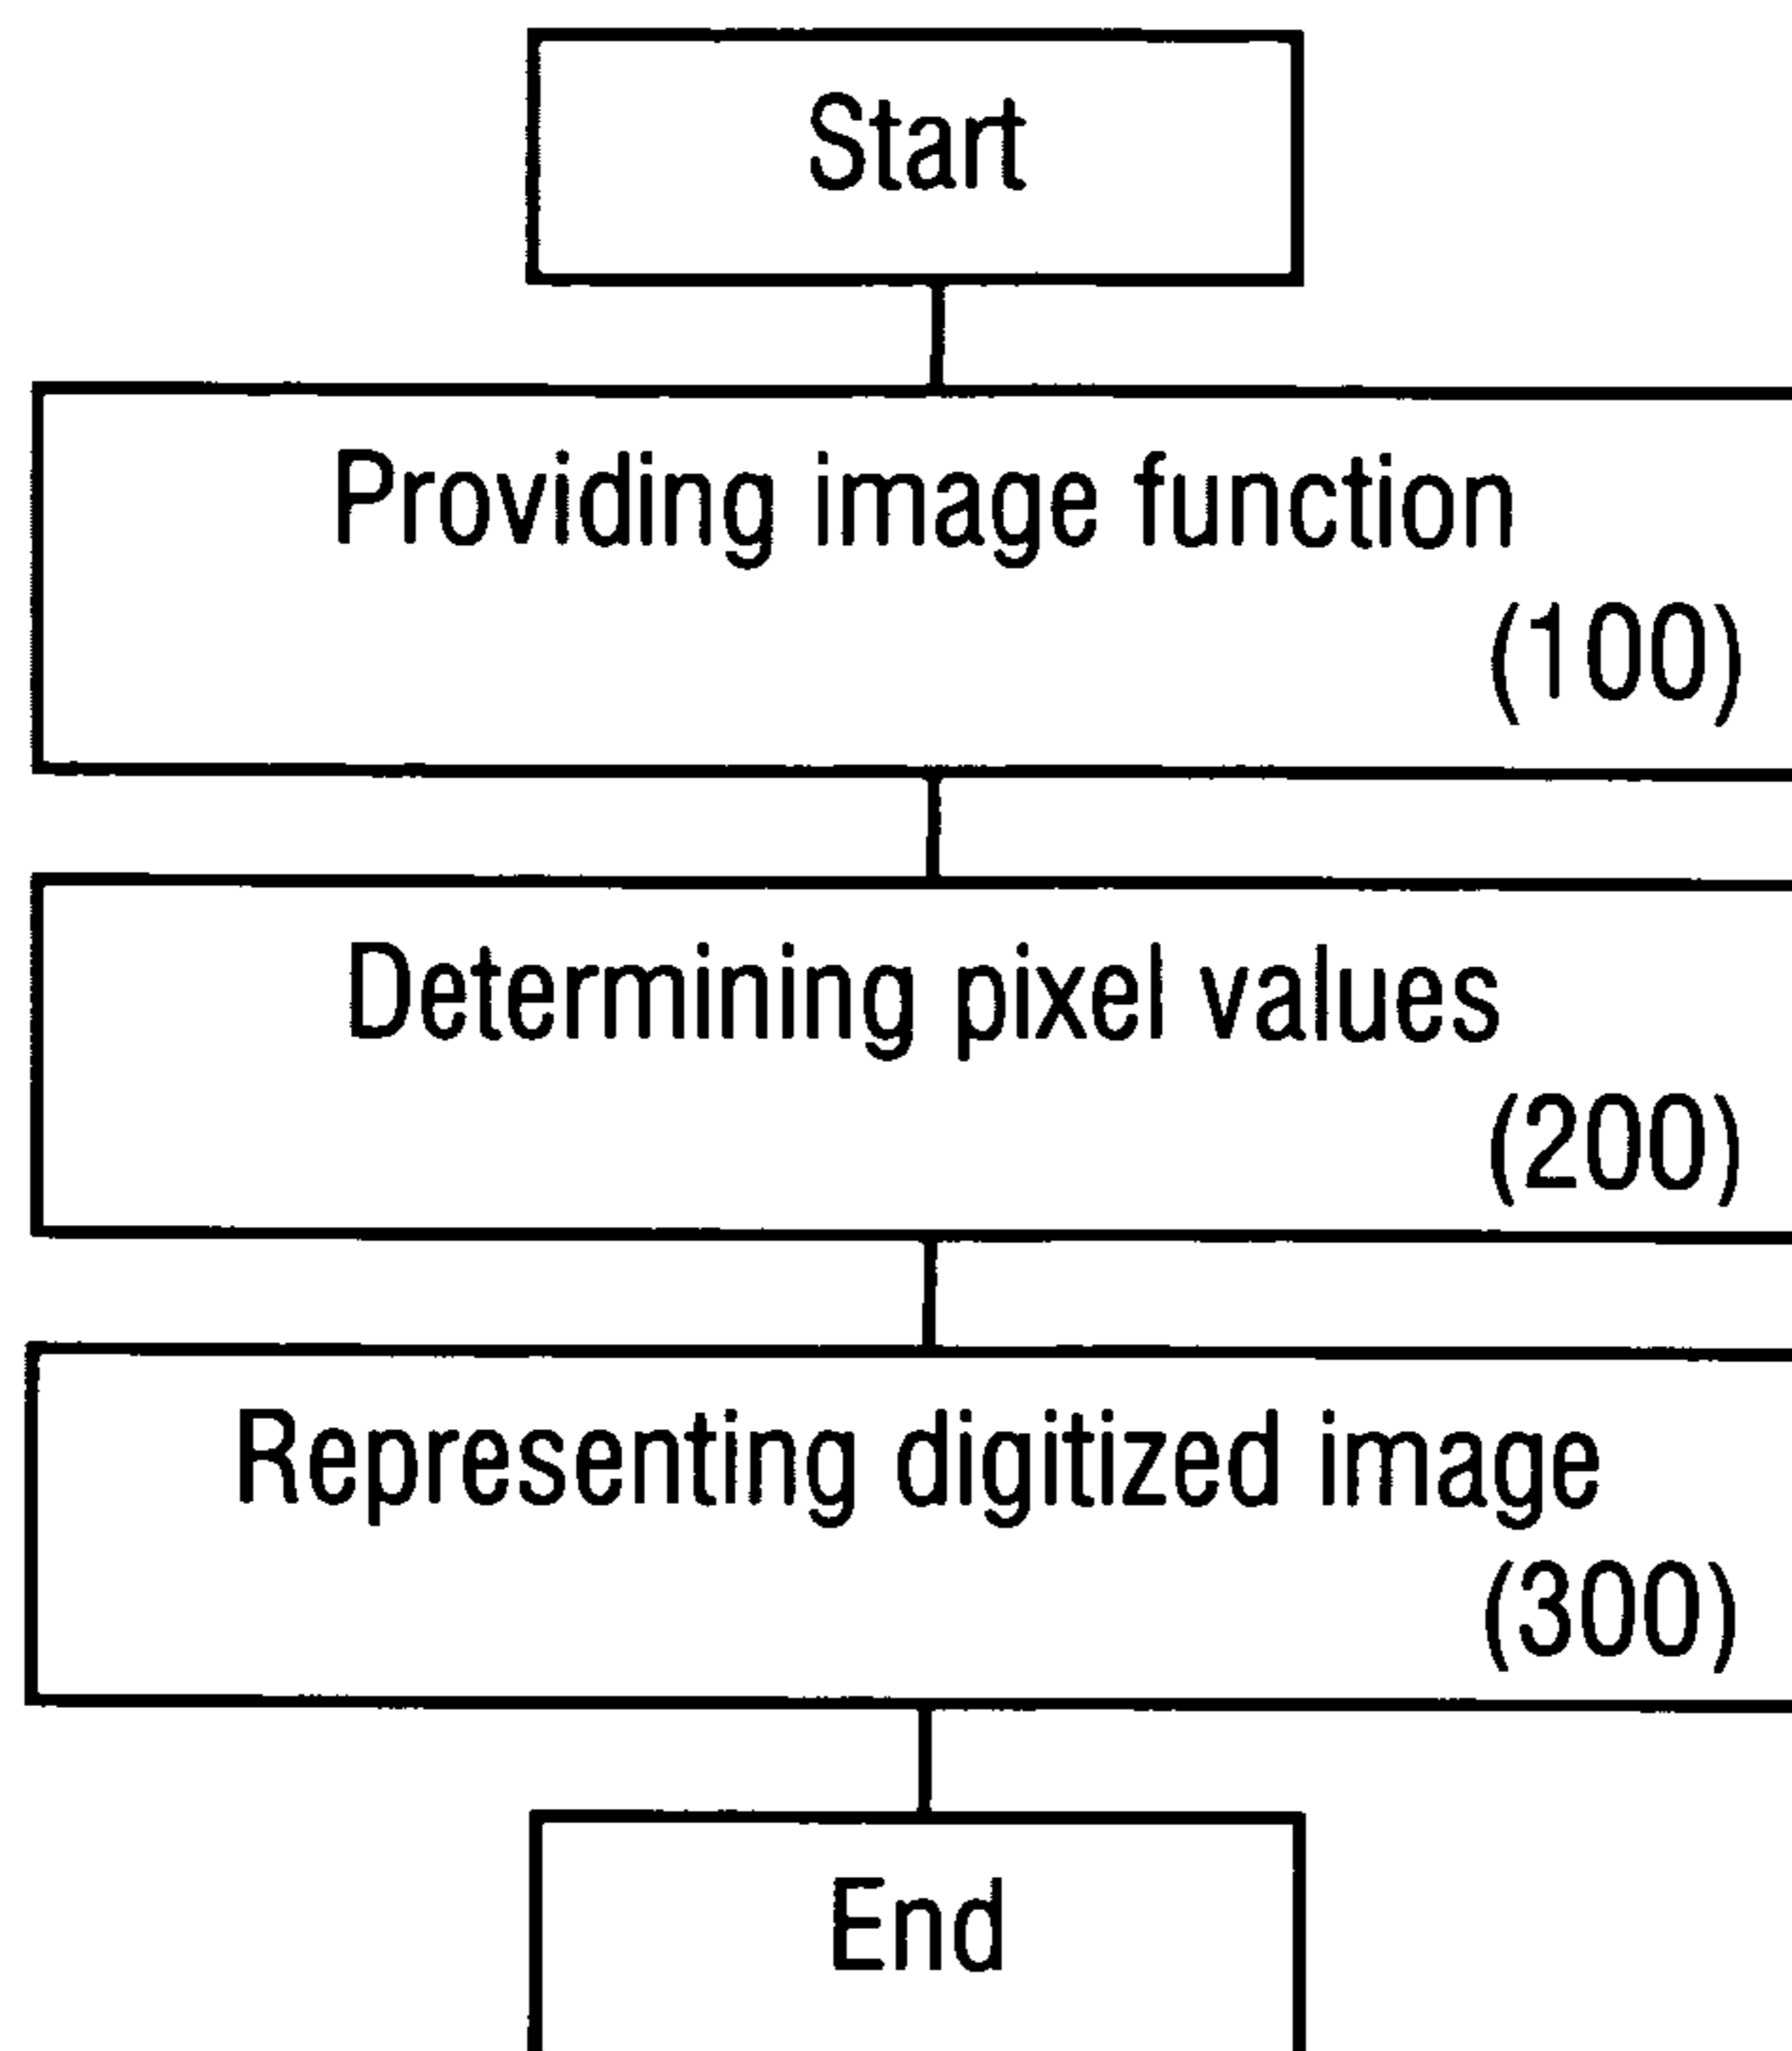 Start
Providing image function
(100)
Determining pixel values
(200)
Representing digitized image
(300)
End